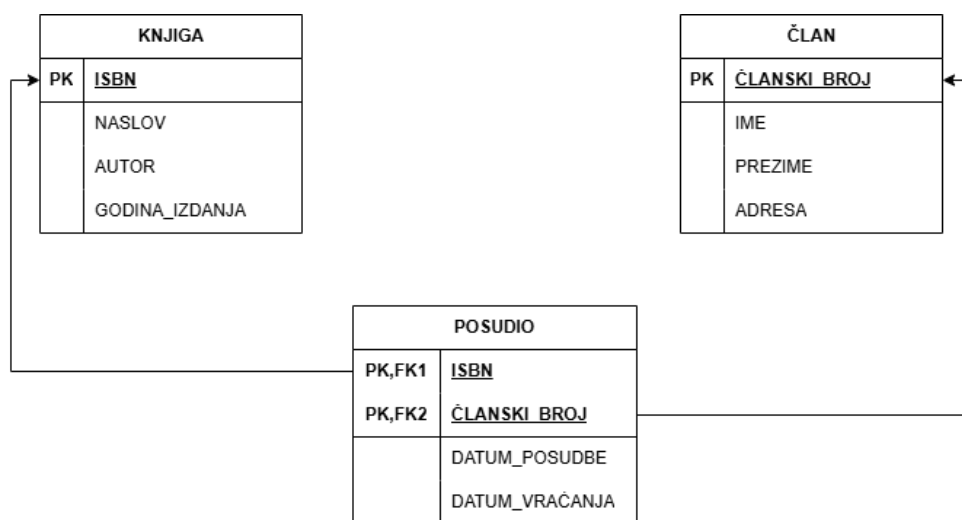 KNJIGA
PK ISBN
NASLOV
AUTOR
GODINA_IZDANJA
ČLAN
PK ČLANSKI_BROJ
IME
PREZIME
ADRESA
POSUDIO
PK,FK1 ISBN
PK,FK2 ČLANSKI_BROJ
DATUM_POSUDBE
DATUM_VRAĆANJA